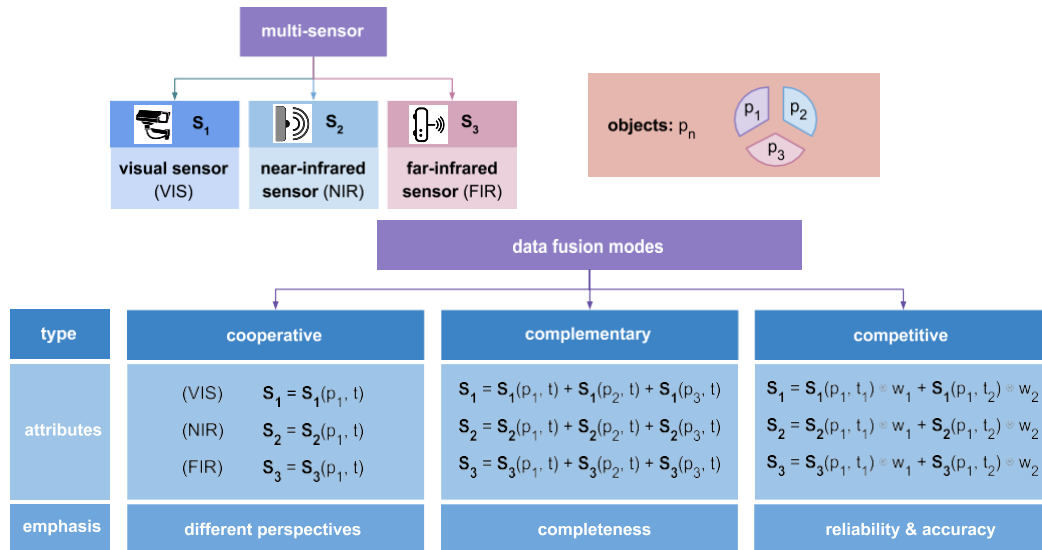 multi-sensor
S₁
S₂
S₃
visual sensor
(VIS)
near-infrared
sensor (NIR)
far-infrared
sensor (FIR)
objects: pₙ
p₁
p₂
p₃
data fusion modes
type
cooperative
complementary
competitive
attributes
(VIS) S₁ = S₁(p₁, t)
(NIR) S₂ = S₂(p₁, t)
(FIR) S₃ = S₃(p₁, t)
S₁ = S₁(p₁, t) + S₁(p₂, t) + S₁(p₃, t)
S₂ = S₂(p₁, t) + S₂(p₂, t) + S₂(p₃, t)
S₃ = S₃(p₁, t) + S₃(p₂, t) + S₃(p₃, t)
S₁ = S₁(p₁, t₁) ⊛ w₁ + S₁(p₁, t₂) ⊛ w₂
S₂ = S₂(p₁, t₁) ⊛ w₁ + S₂(p₁, t₂) ⊛ w₂
S₃ = S₃(p₁, t₁) ⊛ w₁ + S₃(p₁, t₂) ⊛ w₂
emphasis
different perspectives
completeness
reliability & accuracy